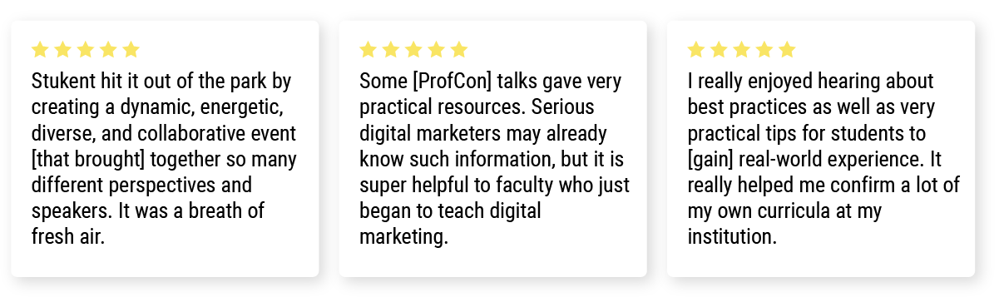 Stukent hit it out of the park by
creating a dynamic, energetic,
diverse, and collaborative event
[that brought] together so many
different perspectives and
speakers. It was a breath of
fresh air.
Some [ProfCon] talks gave very
practical resources. Serious
digital marketers may already
know such information, but it is
super helpful to faculty who just
began to teach digital
marketing.
I really enjoyed hearing about
best practices as well as very
practical tips for students to
[gain] real-world experience. It
really helped me confirm a lot of
my own curricula at my
institution.